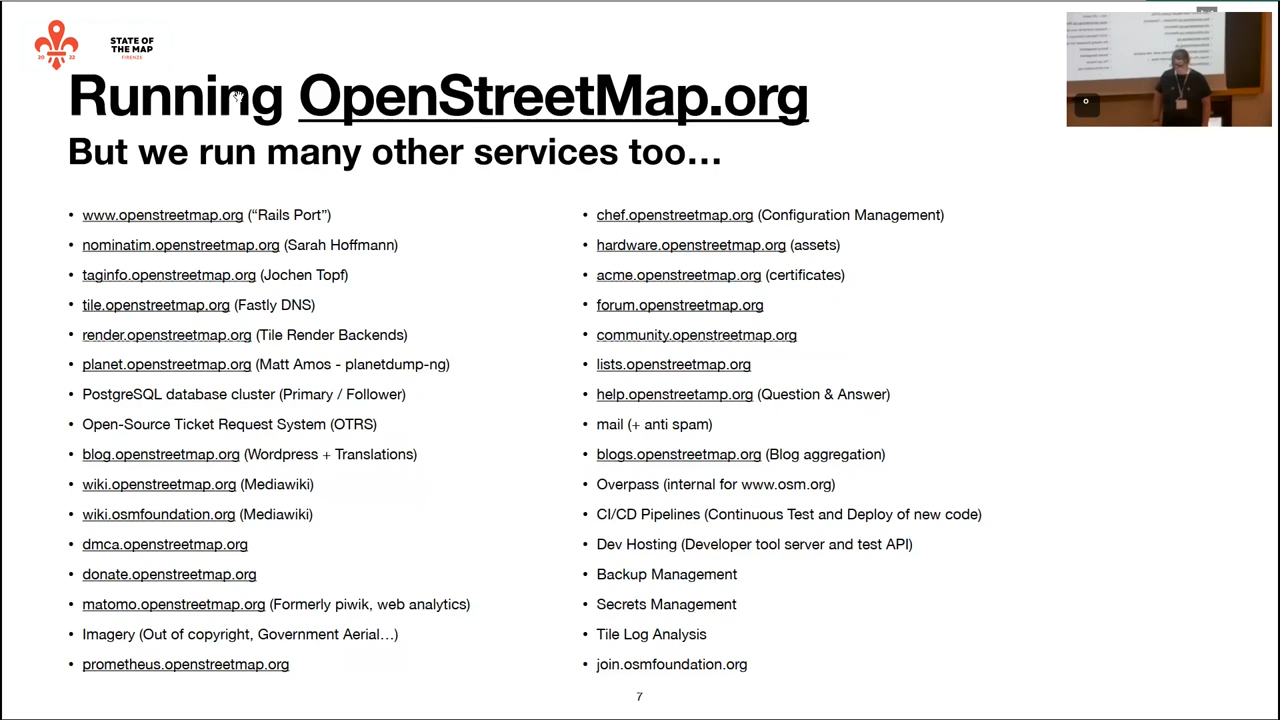 STATE OF
THE MAP
FIRENZE
20 22
Running OpenStreetMap.org
But we run many other services too…
• www.openstreetmap.org (“Rails Port”)
• nominatim.openstreetmap.org (Sarah Hoffmann)
• taginfo.openstreetmap.org (Jochen Topf)
• tile.openstreetmap.org (Fastly DNS)
• render.openstreetmap.org (Tile Render Backends)
• planet.openstreetmap.org (Matt Amos - planetdump-ng)
• PostgreSQL database cluster (Primary / Follower)
• Open-Source Ticket Request System (OTRS)
• blog.openstreetmap.org (Wordpress + Translations)
• wiki.openstreetmap.org (Mediawiki)
• wiki.osmfoundation.org (Mediawiki)
• dmca.openstreetmap.org
• donate.openstreetmap.org
• matomo.openstreetmap.org (Formerly piwik, web analytics)
• Imagery (Out of copyright, Government Aerial…)
• prometheus.openstreetmap.org
• chef.openstreetmap.org (Configuration Management)
• hardware.openstreetmap.org (assets)
• acme.openstreetmap.org (certificates)
• forum.openstreetmap.org
• community.openstreetmap.org
• lists.openstreetmap.org
• help.openstreetamp.org (Question & Answer)
• mail (+ anti spam)
• blogs.openstreetmap.org (Blog aggregation)
• Overpass (internal for www.osm.org)
• CI/CD Pipelines (Continuous Test and Deploy of new code)
• Dev Hosting (Developer tool server and test API)
• Backup Management
• Secrets Management
• Tile Log Analysis
• join.osmfoundation.org
7